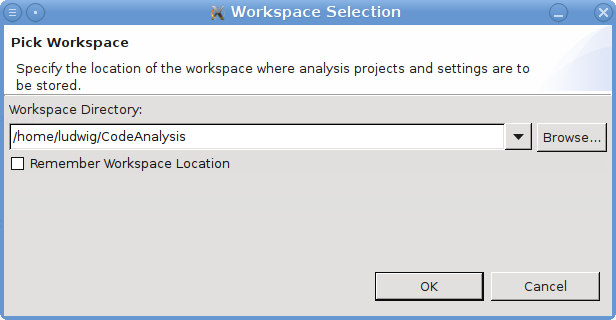 Workspace Selection
Pick Workspace
Specify the location of the workspace where analysis projects and settings are to
be stored.
Workspace Directory:
/home/ludwig/CodeAnalysis
Browse...
Remember Workspace Location
OK
Cancel